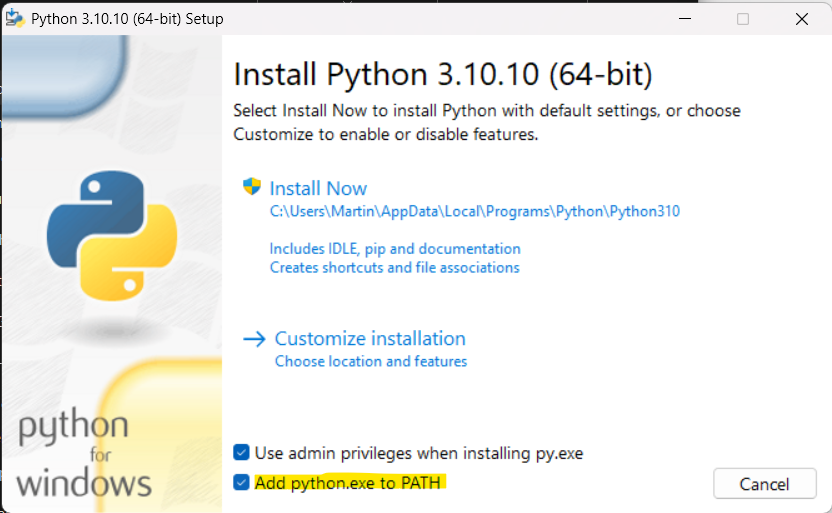 Python 3.10.10 (64-bit) Setup
Install Python 3.10.10 (64-bit)
Select Install Now to install Python with default settings, or choose
Customize to enable or disable features.
Install Now
C:\Users\Martin\AppData\Local\Programs\Python\Python310
Includes IDLE, pip and documentation
Creates shortcuts and file associations
Customize installation
Choose location and features
python
for
windows
Use admin privileges when installing py.exe
Add python.exe to PATH
Cancel